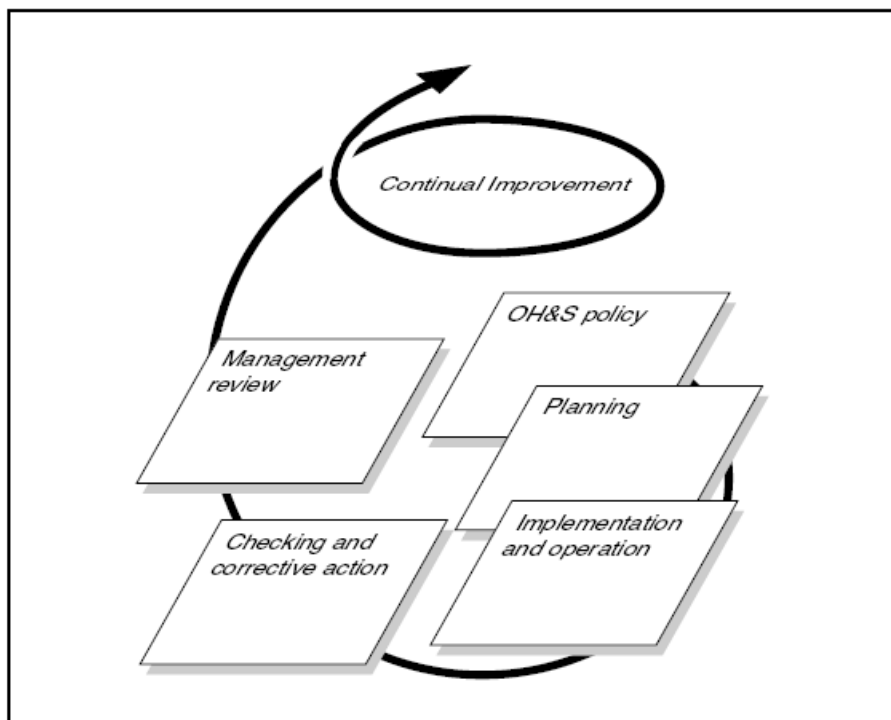 Continual Improvement
OH&S policy
Management
review
Planning
Implementation
and operation
Checking and
corrective action